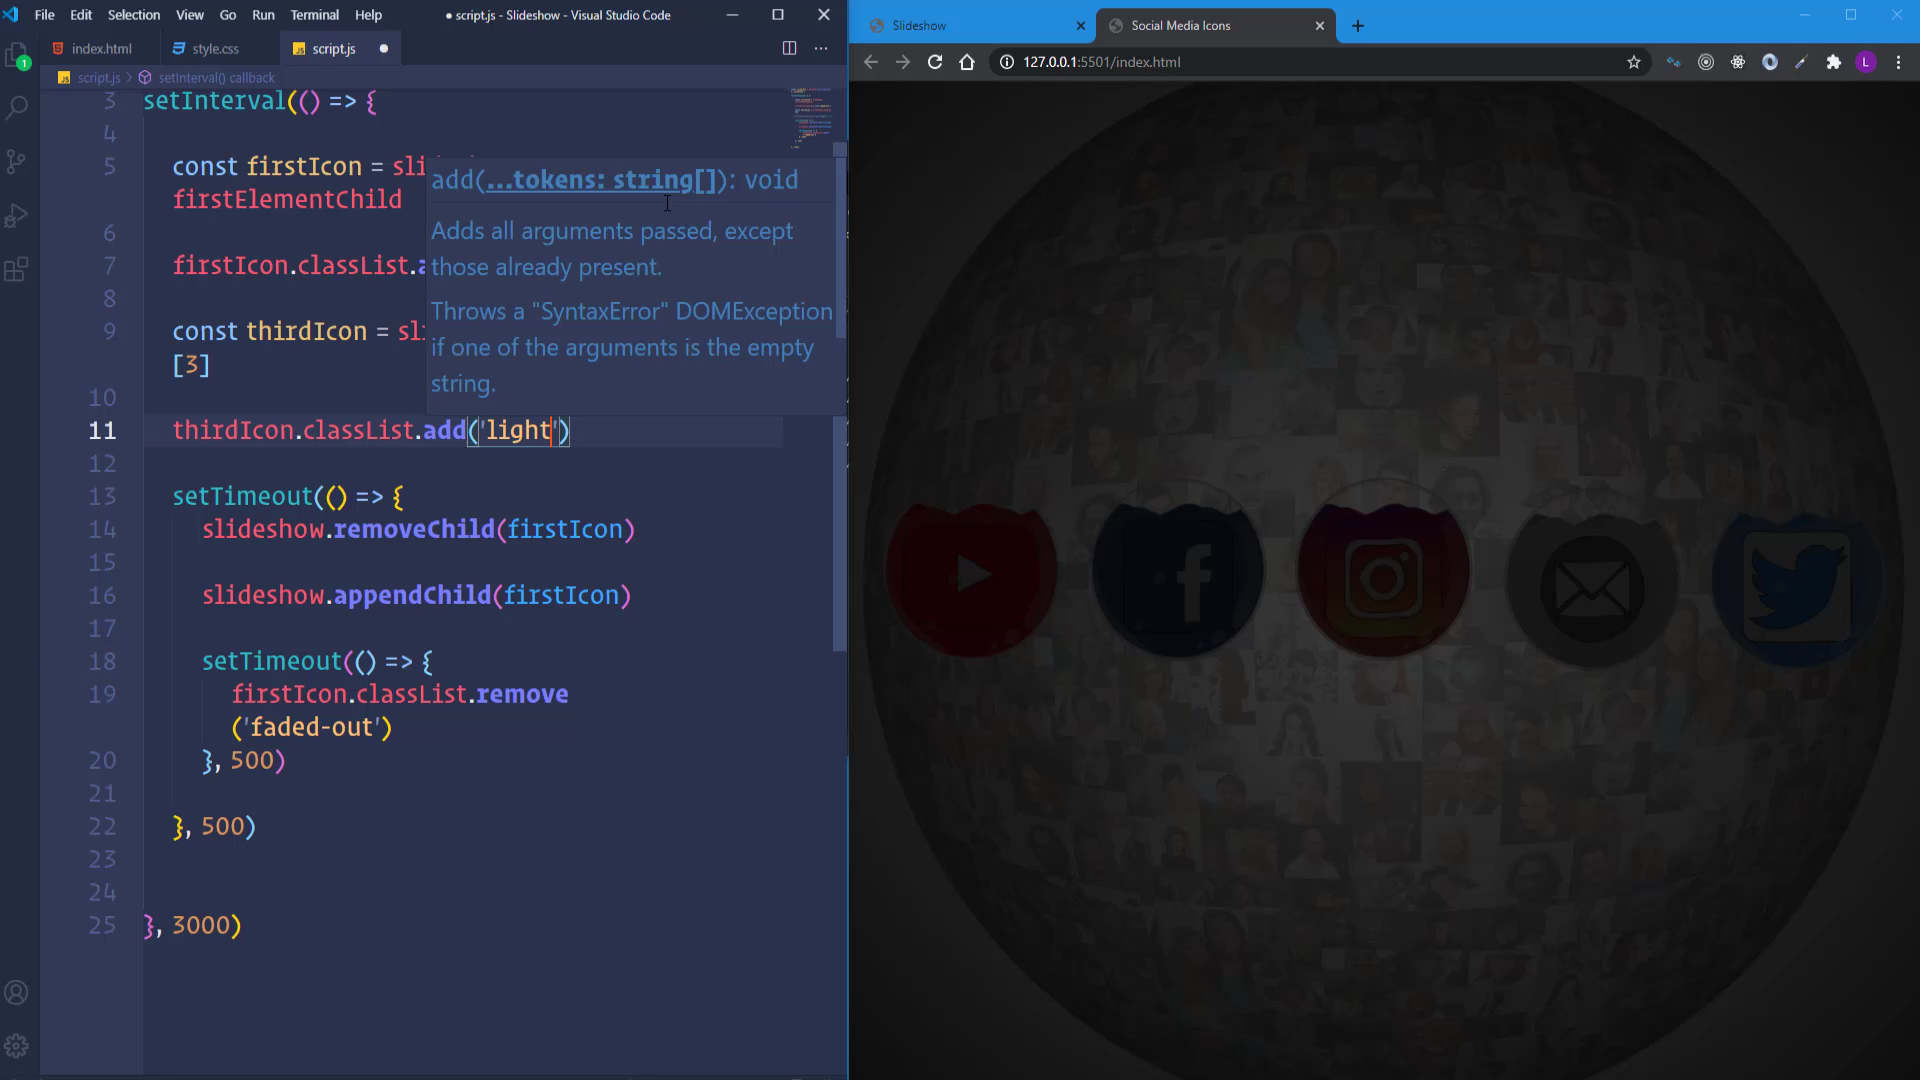 File Edit Selection View Go Run Terminal Help ● script.js - Slideshow - Visual Studio Code
Slideshow
Social Media Icons
index.html
style.css
JS script.js
127.0.0.1:5501/index.html
L
1
JS script.js > setInterval() callback
3 setInterval(() => {
4
5 const firstIcon =
firstElementChild
6
7 firstIcon.classList.
8
9 const thirdIcon =
[3]
10
11 thirdIcon.classList.add('light')
12
13 setTimeout(() => {
14 slideshow.removeChild(firstIcon)
15
16 slideshow.appendChild(firstIcon)
17
18 setTimeout(() => {
19 firstIcon.classList.remove
('faded-out')
20 }, 500)
21
22 }, 500)
23
24
25 }, 3000)
add(...tokens: string[]): void
Adds all arguments passed, except
those already present.
Throws a "SyntaxError" DOMException
if one of the arguments is the empty
string.